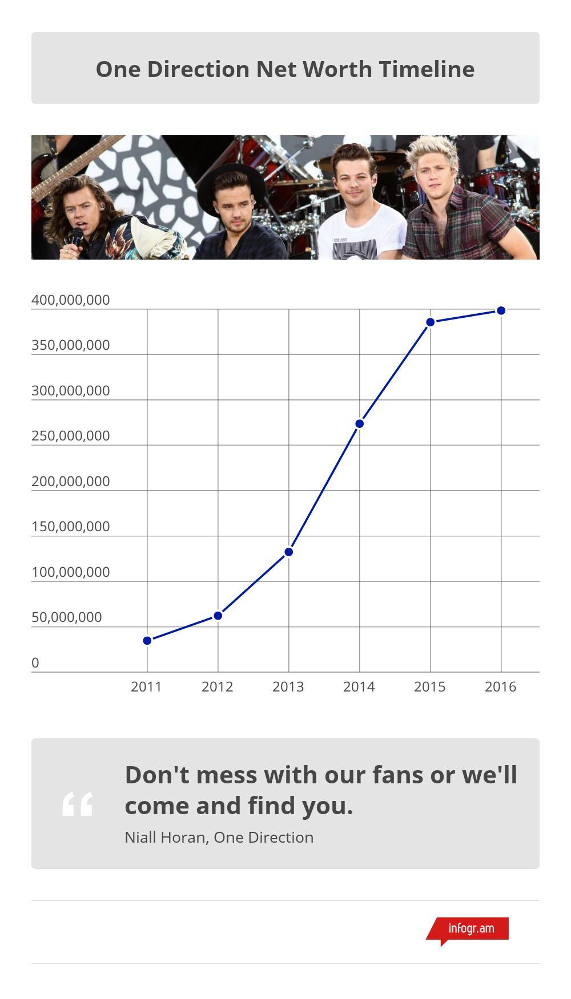 One Direction Net Worth Timeline
400,000,000
350,000,000
300,000,000
250,000,000
200,000,000
150,000,000
100,000,000
50,000,000
0
2011 2012 2013 2014 2015 2016
“
Don't mess with our fans or we'll
come and find you.
Niall Horan, One Direction
infogr.am